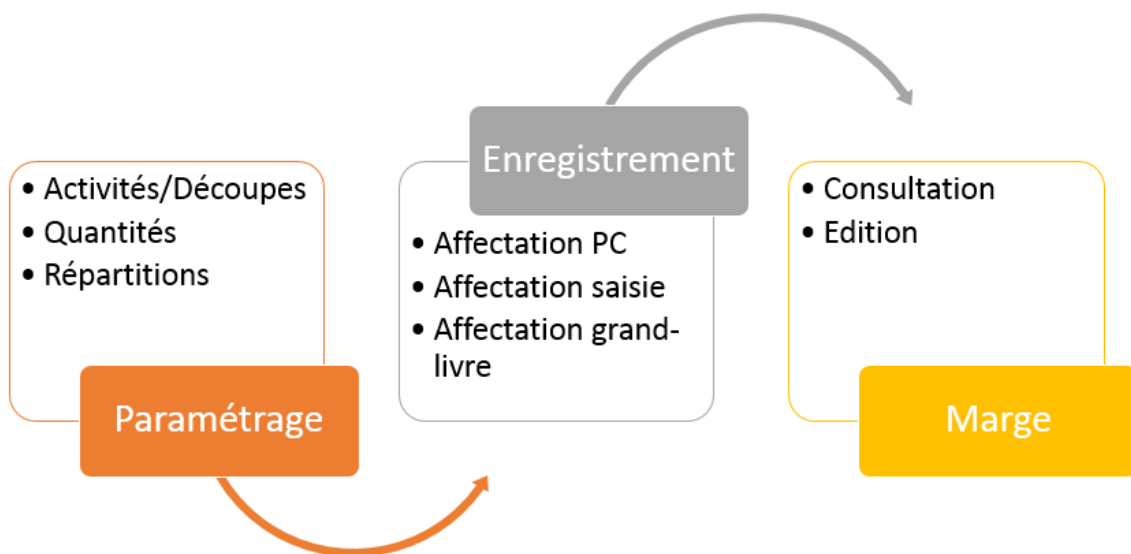 • Activités/Découpes
• Quantités
• Répartitions
Paramétrage
Enregistrement
• Affectation PC
• Affectation saisie
• Affectation grand-
livre
• Consultation
• Edition
Marge